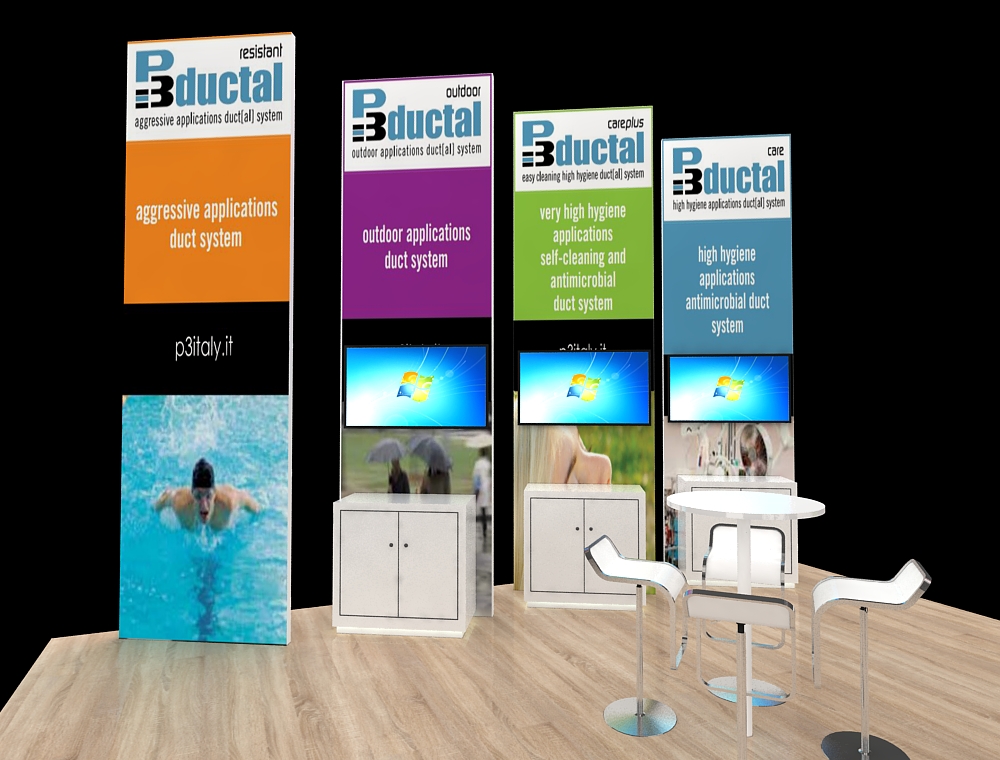 resistant
P3ductal
aggressive applications duct[al] system
aggressive applications
duct system
p3italy.it
outdoor
P3ductal
outdoor applications duct[al] system
outdoor applications
duct system
careplus
P3ductal
easy cleaning high hygiene duct[al] system
very high hygiene
applications
self-cleaning and
antimicrobial
duct system
p3italy.it
care
P3ductal
high hygiene applications duct[al] system
high hygiene
applications
antimicrobial duct
system